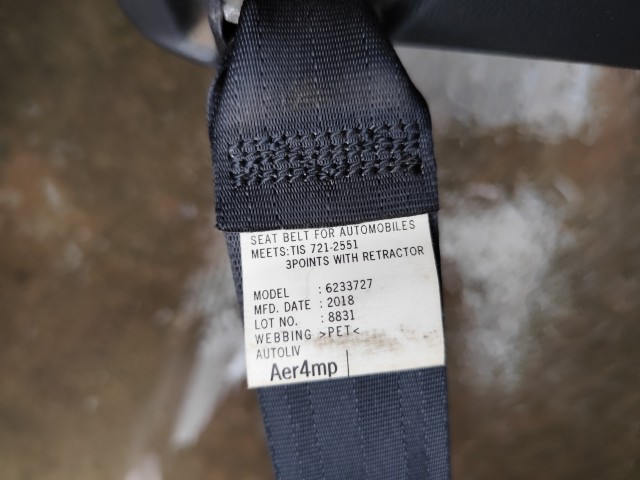 SEAT BELT FOR AUTOMOBILES
MEETS:TIS 721-2551
3POINTS WITH RETRACTOR
MODEL : 6233727
MFD. DATE : 2018
LOT NO. : 8831
WEBBING >PET<
AUTOLIV
Aer4mp